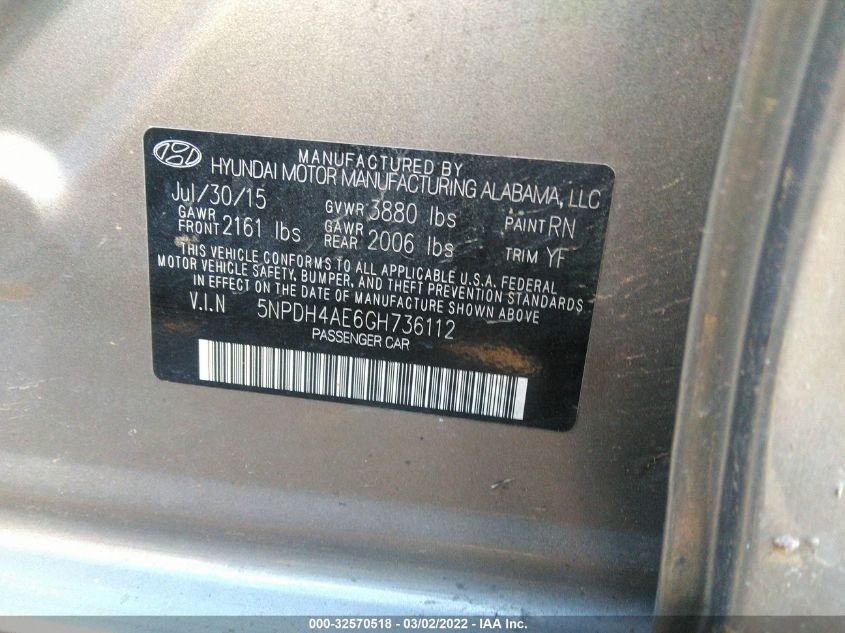 MANUFACTURED BY
HYUNDAI MOTOR MANUFACTURING ALABAMA, LLC
Jul/30/15 GVWR 3880 lbs PAINT RN
GAWR FRONT 2161 lbs GAWR REAR 2006 lbs TRIM YF
THIS VEHICLE CONFORMS TO ALL APPLICABLE U.S.A. FEDERAL
MOTOR VEHICLE SAFETY, BUMPER, AND THEFT PREVENTION STANDARDS
IN EFFECT ON THE DATE OF MANUFACTURE SHOWN ABOVE.
V.I.N 5NPDH4AE6GH736112
PASSENGER CAR
000-32570518 - 03/02/2022 - IAA Inc.